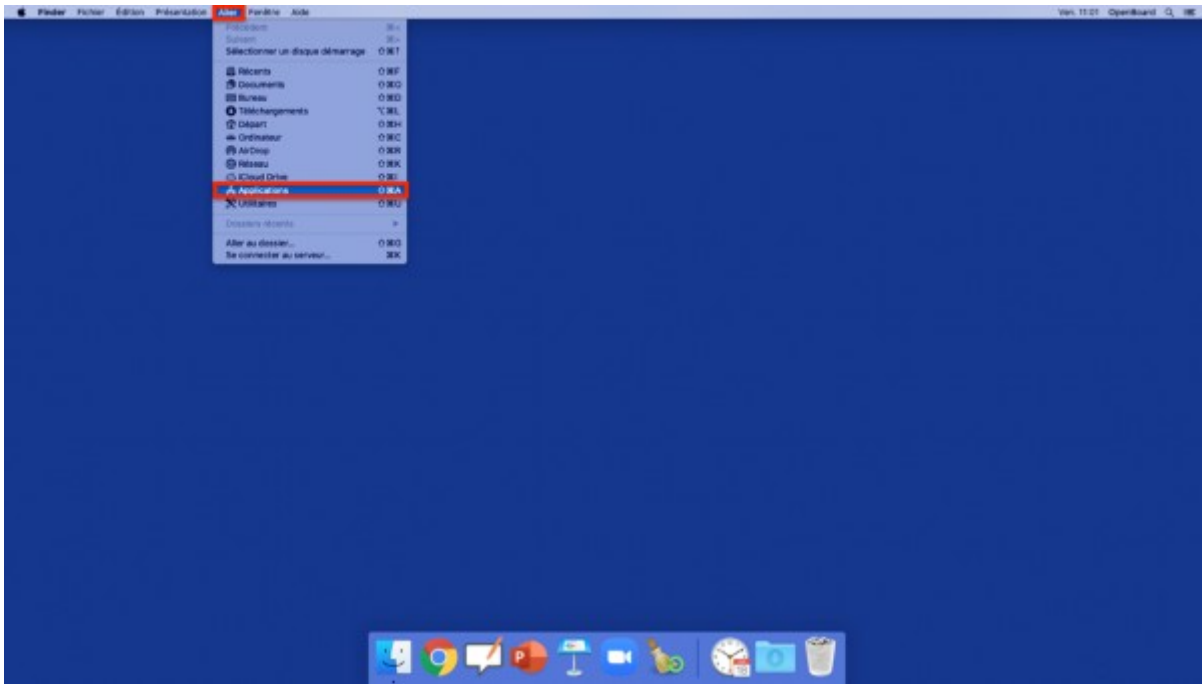 Finder Fichier Édition Présentation Aller Fenêtre Aide
Ven. 11:01 OpenBoard
Précédent
Suivant
Sélectionner un disque démarrage ⇧⌘↑
Récents ⇧⌘F
Documents ⇧⌘O
Bureau ⇧⌘D
Téléchargements ⌥⌘L
Départ ⇧⌘H
Ordinateur ⇧⌘C
AirDrop ⇧⌘R
Réseau ⇧⌘K
iCloud Drive ⇧⌘I
Applications ⇧⌘A
Utilitaires ⇧⌘U
Dossiers récents
Aller au dossier... ⇧⌘G
Se connecter au serveur... ⌘K
P